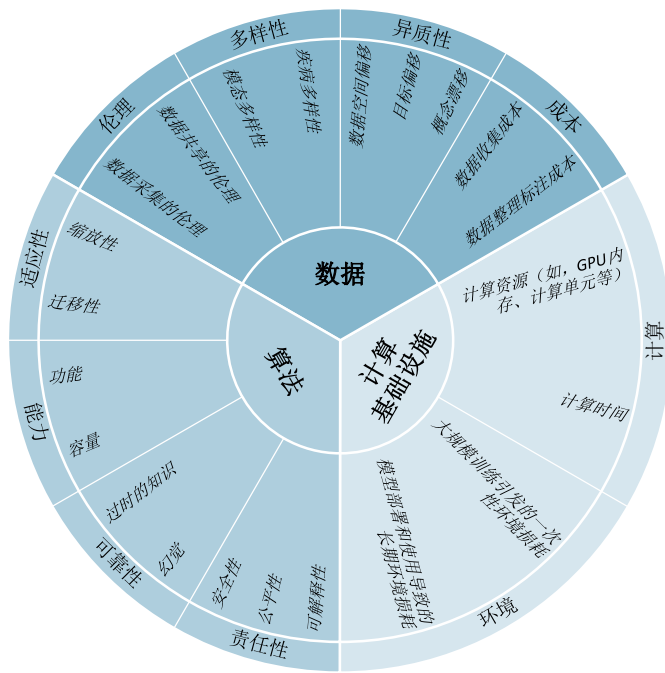 数据
伦理
数据采集的伦理
数据共享的伦理
多样性
模态多样性
疾病多样性
异质性
数据空间偏移
目标偏移
概念漂移
成本
数据收集成本
数据整理标注成本
计算
基础设施
计算
计算资源（如，GPU内
存、计算单元等）
计算时间
环境
大规模训练引发的一次
性环境损耗
模型部署和使用导致的
长期环境损耗
算法
责任性
可解释性
公平性
安全性
可靠性
幻觉
过时的知识
能力
容量
功能
适应性
迁移性
缩放性